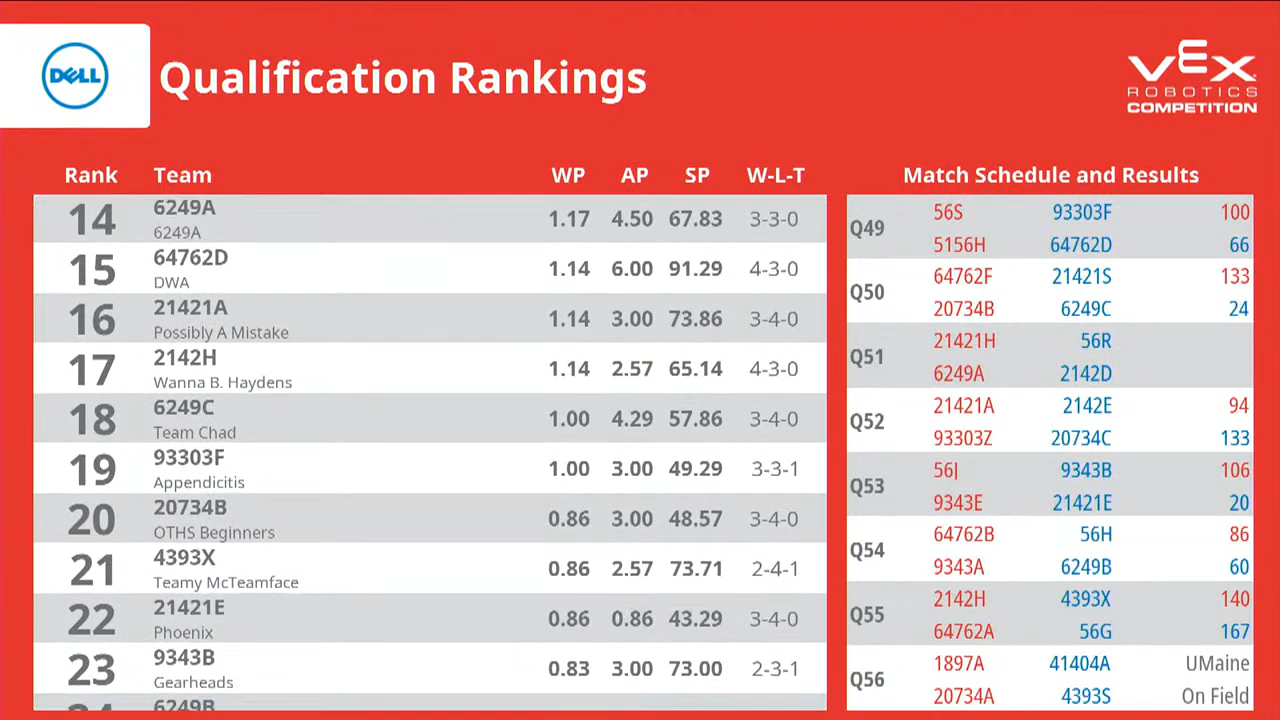 DELL
Qualification Rankings
VEX
ROBOTICS
COMPETITION
Rank Team WP AP SP W-L-T
14 6249A 1.17 4.50 67.83 3-3-0
6249A
15 64762D 1.14 6.00 91.29 4-3-0
DWA
16 21421A 1.14 3.00 73.86 3-4-0
Possibly A Mistake
17 2142H 1.14 2.57 65.14 4-3-0
Wanna B. Haydens
18 6249C 1.00 4.29 57.86 3-4-0
Team Chad
19 93303F 1.00 3.00 49.29 3-3-1
Appendicitis
20 20734B 0.86 3.00 48.57 3-4-0
OTHS Beginners
21 4393X 0.86 2.57 73.71 2-4-1
Teamy McTeamface
22 21421E 0.86 0.86 43.29 3-4-0
Phoenix
23 9343B 0.83 3.00 73.00 2-3-1
Gearheads
24 6249B
Match Schedule and Results
Q49
56S 93303F 100
5156H 64762D 66
Q50
64762F 21421S 133
20734B 6249C 24
Q51
21421H 56R
6249A 2142D
Q52
21421A 2142E 94
93303Z 20734C 133
Q53
56J 9343B 106
9343E 21421E 20
Q54
64762B 56H 86
9343A 6249B 60
Q55
2142H 4393X 140
64762A 56G 167
Q56
1897A 41404A UMaine
20734A 4393S On Field